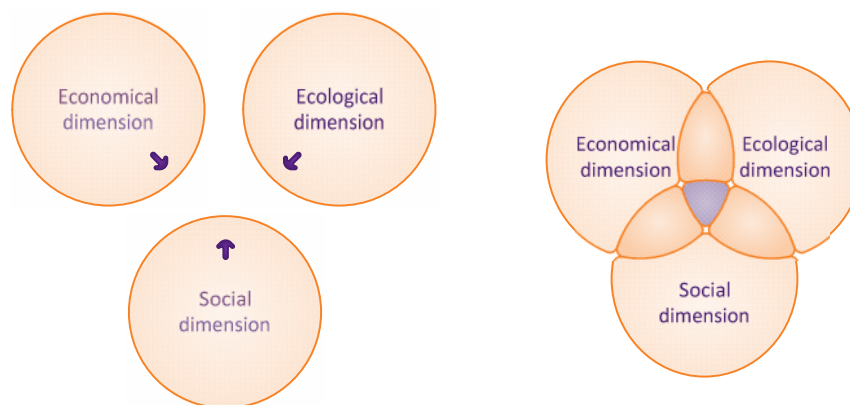 Economical
dimension
Ecological
dimension
Social
dimension
Economical
dimension
Ecological
dimension
Social
dimension